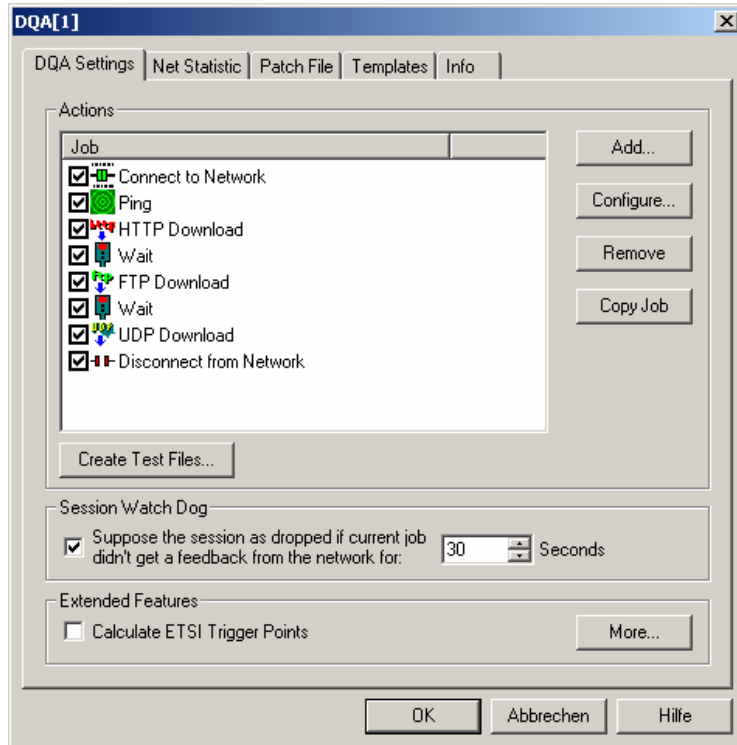 DQA[1]
DQA Settings
Net Statistic
Patch File
Templates
Info
Actions
Job
Connect to Network
Ping
HTTP Download
Wait
FTP Download
Wait
UDP Download
Disconnect from Network
Add...
Configure...
Remove
Copy Job
Create Test Files...
Session Watch Dog
Suppose the session as dropped if current job
didn't get a feedback from the network for:
30
Seconds
Extended Features
Calculate ETSI Trigger Points
More...
OK
Abbrechen
Hilfe